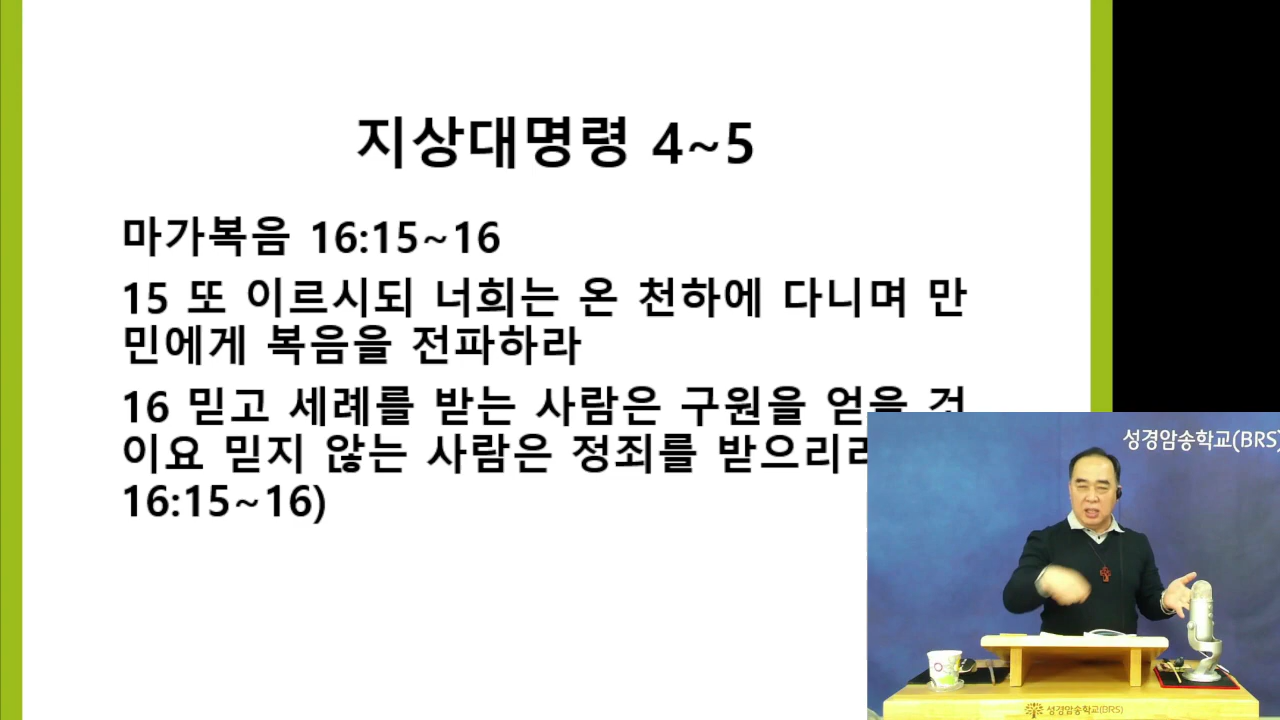 지상대명령 4~5
마가복음 16:15~16
15 또 이르시되 너희는 온 천하에 다니며 만
민에게 복음을 전파하라
16 믿고 세례를 받는 사람은 구원을 얻을 것
이요 믿지 않는 사람은 정죄를 받으리라
16:15~16)
성경암송학교(BRS)
성경암송학교(BRS)